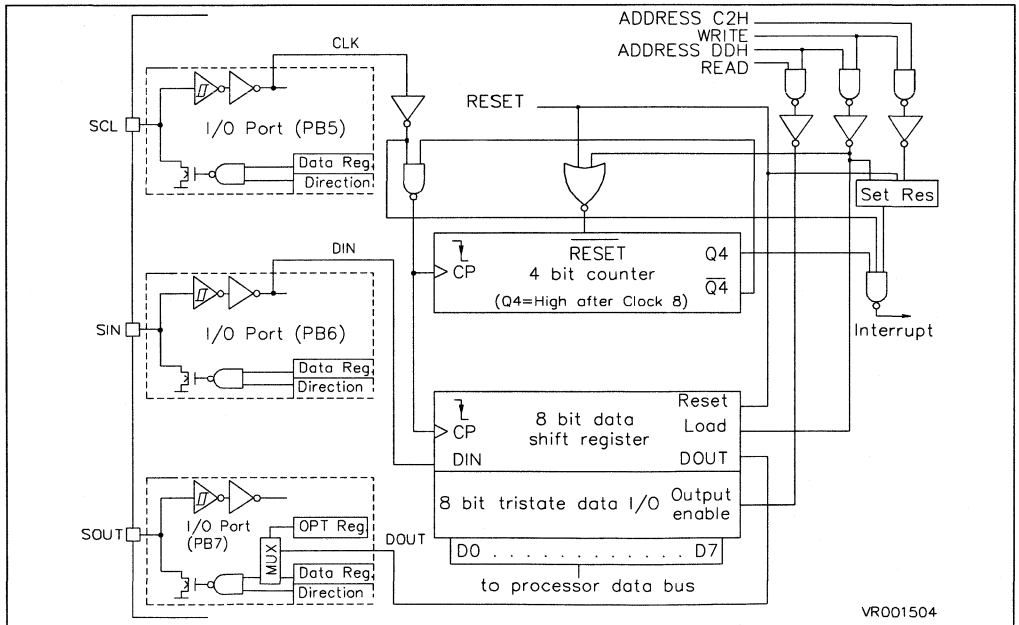 ADDRESS C2H
WRITE
ADDRESS DDH
READ
CLK
RESET
SCL
I/O Port (PB5)
Data Reg.
Direction
Set Res
RESET
CP
4 bit counter
(Q4=High after Clock 8)
Q4
Q4
Interrupt
DIN
SIN
I/O Port (PB6)
Data Reg.
Direction
CP
DIN
8 bit data
shift register
Reset
Load
DOUT
8 bit tristate data I/O
Output
enable
D0 . . . . . . . . . . . . D7
to processor data bus
SOUT
I/O Port
(PB7)
OPT Reg.
MUX
DOUT
Data Reg.
Direction
VR001504